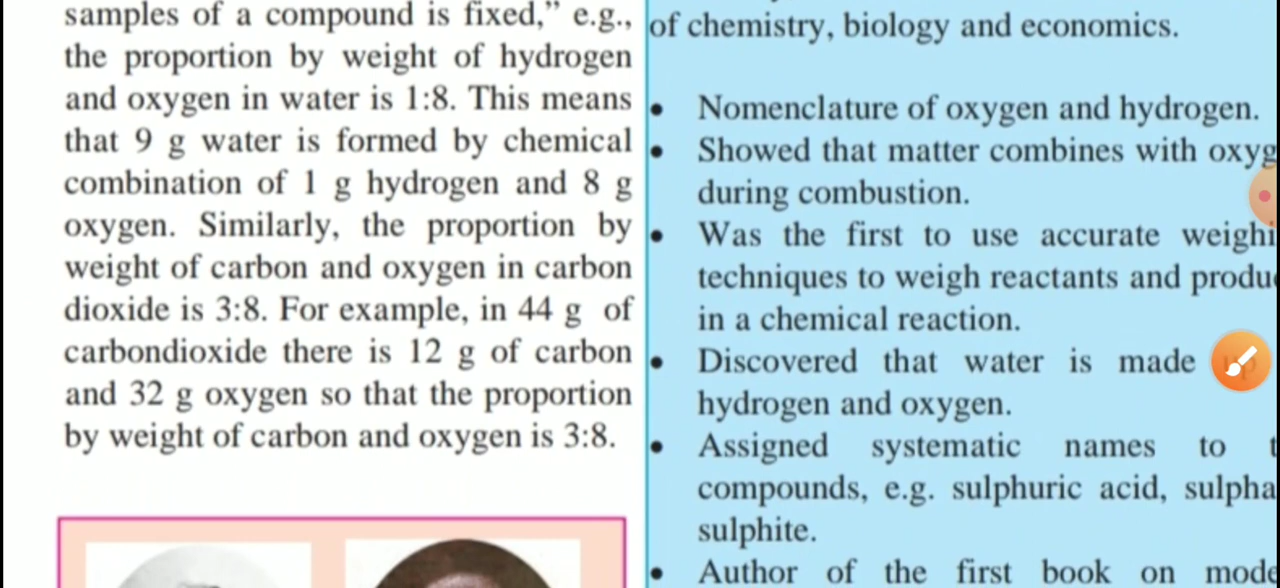 samples of a compound is fixed,” e.g.,
the proportion by weight of hydrogen
and oxygen in water is 1:8. This means
that 9 g water is formed by chemical
combination of 1 g hydrogen and 8 g
oxygen. Similarly, the proportion by
weight of carbon and oxygen in carbon
dioxide is 3:8. For example, in 44 g of
carbondioxide there is 12 g of carbon
and 32 g oxygen so that the proportion
by weight of carbon and oxygen is 3:8.
of chemistry, biology and economics.
• Nomenclature of oxygen and hydrogen.
• Showed that matter combines with
during combustion.
• Was the first to use accurate
techniques to weigh reactants and
in a chemical reaction.
• Discovered that water is made
hydrogen and oxygen.
• Assigned systematic names to
compounds, e.g. sulphuric acid,
sulphite.
• Author of the first book on